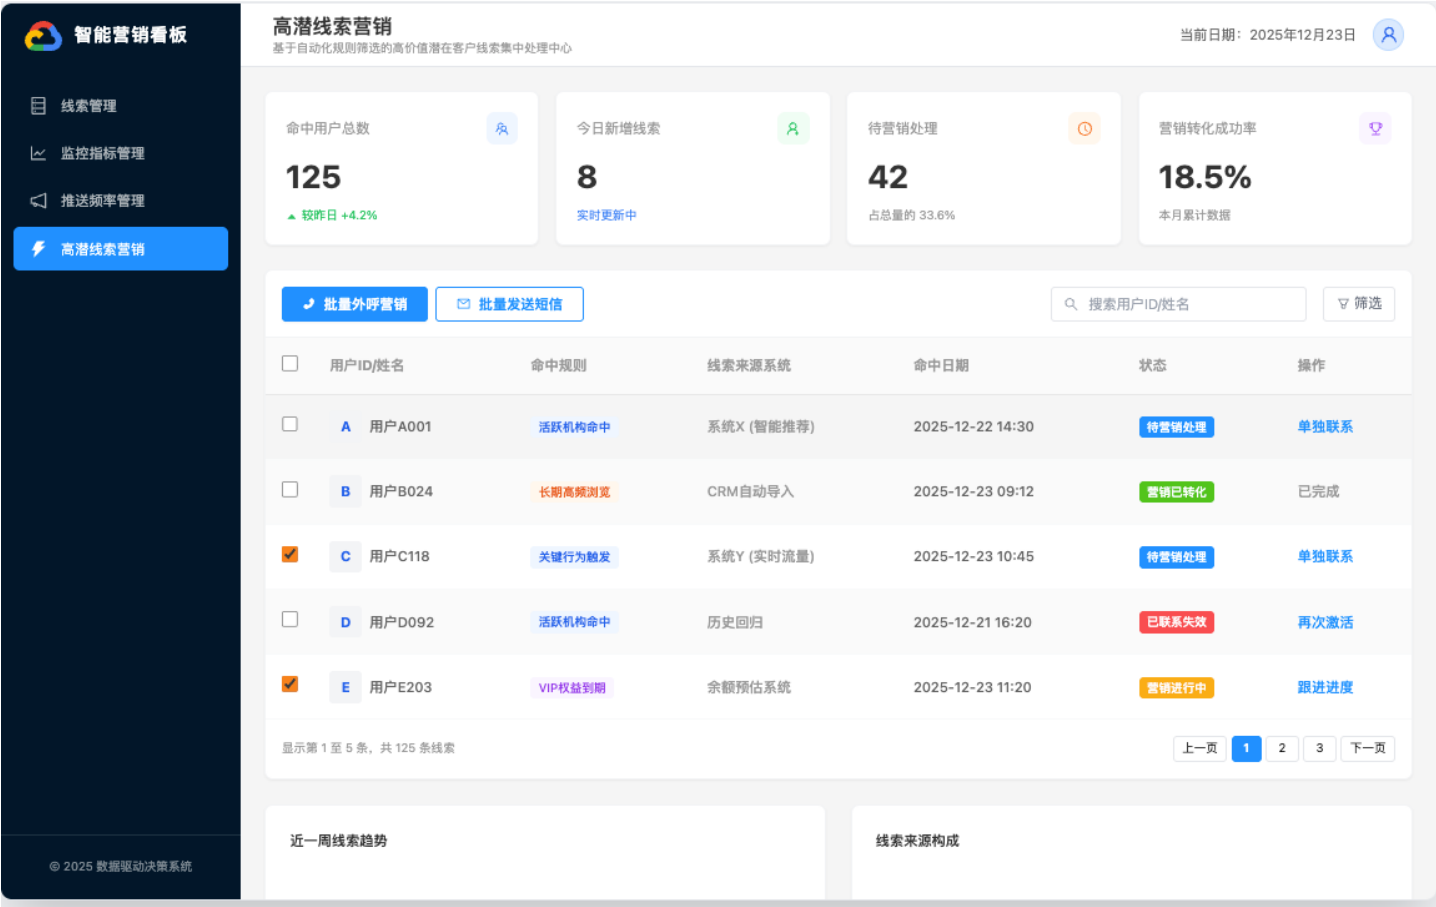 智能营销看板
线索管理
监控指标管理
推送频率管理
高潜线索营销
© 2025 数据驱动决策系统
高潜线索营销
基于自动化规则筛选的高价值潜在客户线索集中处理中心
当前日期：2025年12月23日
命中用户总数
125
较昨日 +4.2%
今日新增线索
8
实时更新中
待营销处理
42
占总量的 33.6%
营销转化成功率
18.5%
本月累计数据
批量外呼营销 批量发送短信 搜索用户ID/姓名 筛选
用户ID/姓名 命中规则 线索来源系统 命中日期 状态 操作
A 用户A001 活跃机构命中 系统X (智能推荐) 2025-12-22 14:30 待营销处理 单独联系
B 用户B024 长期高频浏览 CRM自动导入 2025-12-23 09:12 营销已转化 已完成
C 用户C118 关键行为触发 系统Y (实时流量) 2025-12-23 10:45 待营销处理 单独联系
D 用户D092 活跃机构命中 历史回归 2025-12-21 16:20 已联系失效 再次激活
E 用户E203 VIP权益到期 余额预估系统 2025-12-23 11:20 营销进行中 跟进进度
显示第 1 至 5 条，共 125 条线索 上一页 1 2 3 下一页
近一周线索趋势
线索来源构成